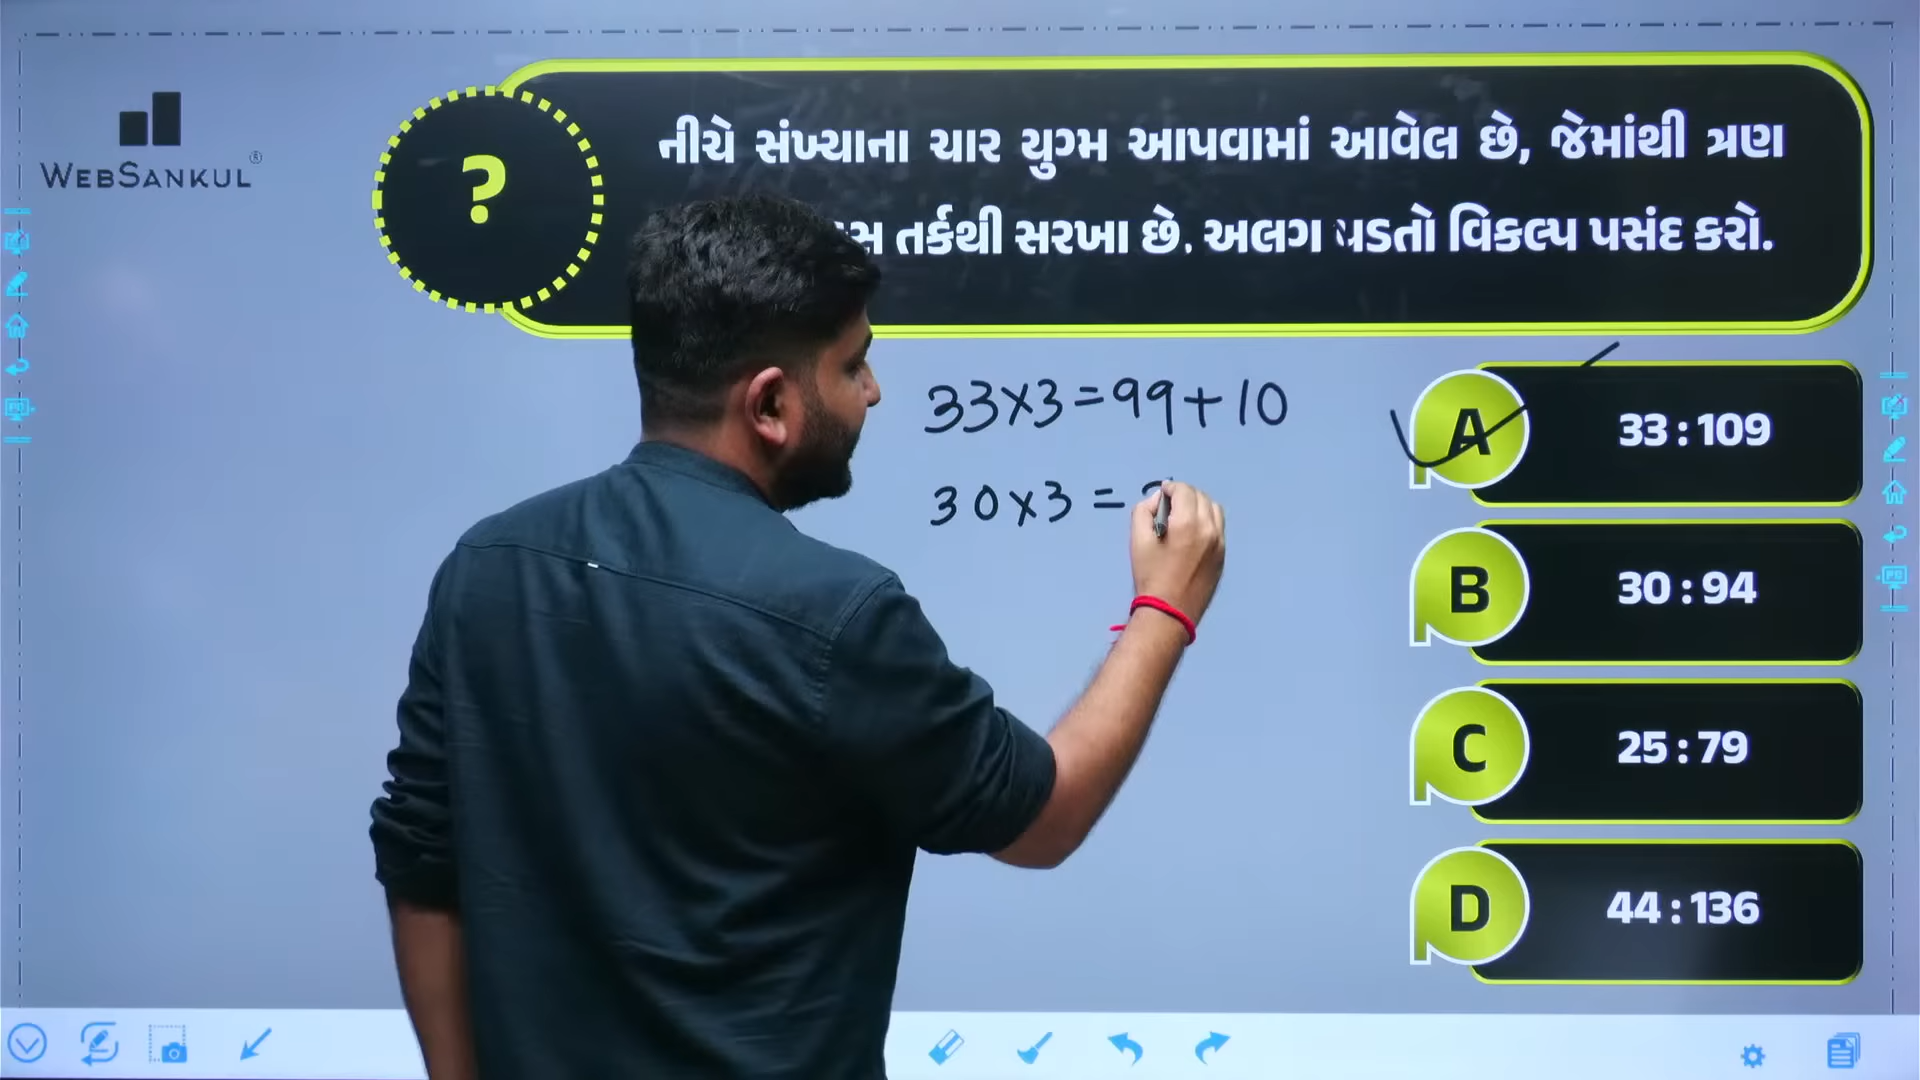 WEBSANKUL®
?
નીચે સંખ્યાના ચાર યુગ્મ આપવામાં આવેલ છે, જેમાંથી ત્રણ
તર્કથી સરખા છે. અલગ પડતો વિકલ્પ પસંદ કરો.
33×3=99+10
30×3=
A 33:109
B 30:94
C 25:79
D 44:136